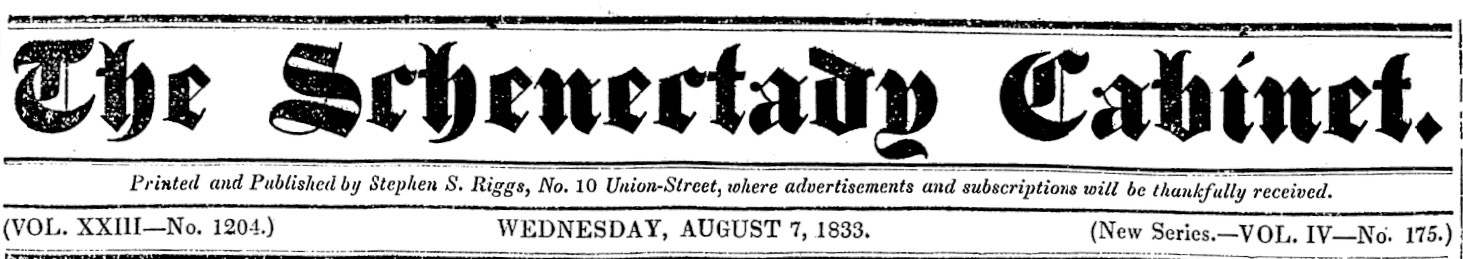 The Schenectady Cabinet.
Printed and Published by Stephen S. Riggs, No. 10 Union-Street, where advertisements and subscriptions will be thankfully received.
(VOL. XXIII—No. 1204.) WEDNESDAY, AUGUST 7, 1833. (New Series.—VOL. IV—No. 175.)